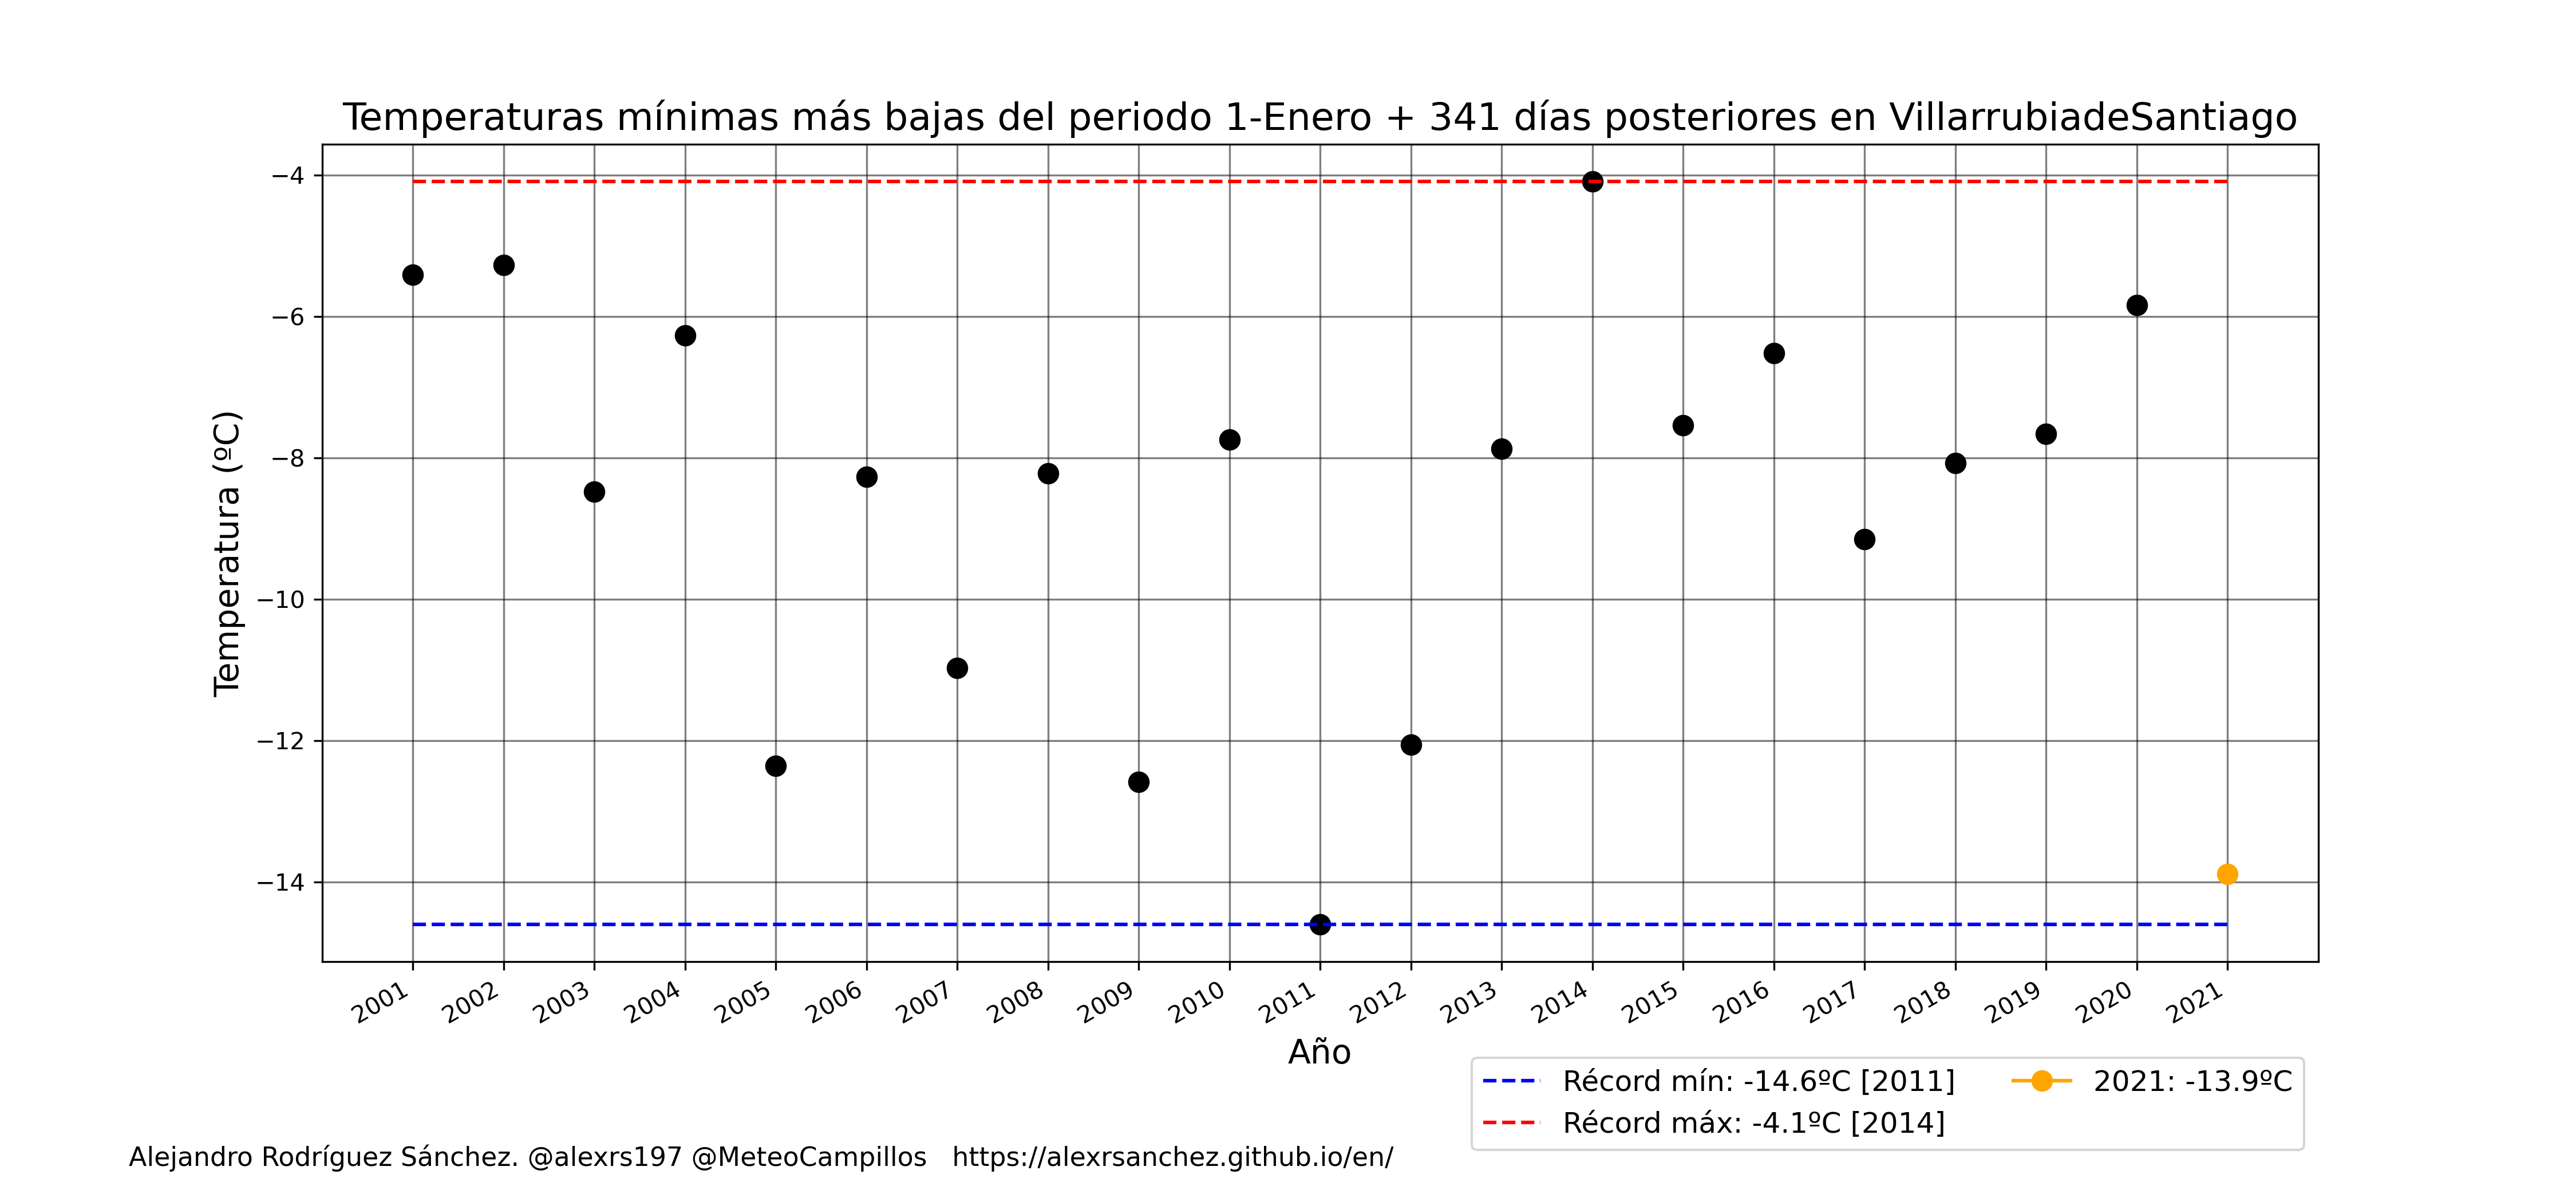 Temperaturas mínimas más bajas del periodo 1-Enero + 341 días posteriores en VillarrubiadeSantiago
Temperatura (ºC)
−4
−6
−8
−10
−12
−14
2001 2002 2003 2004 2005 2006 2007 2008 2009 2010 2011 2012 2013 2014 2015 2016 2017 2018 2019 2020 2021
Año
Récord mín: -14.6ºC [2011]
Récord máx: -4.1ºC [2014]
2021: -13.9ºC
Alejandro Rodríguez Sánchez. @alexrs197 @MeteoCampillos https://alexrsanchez.github.io/en/